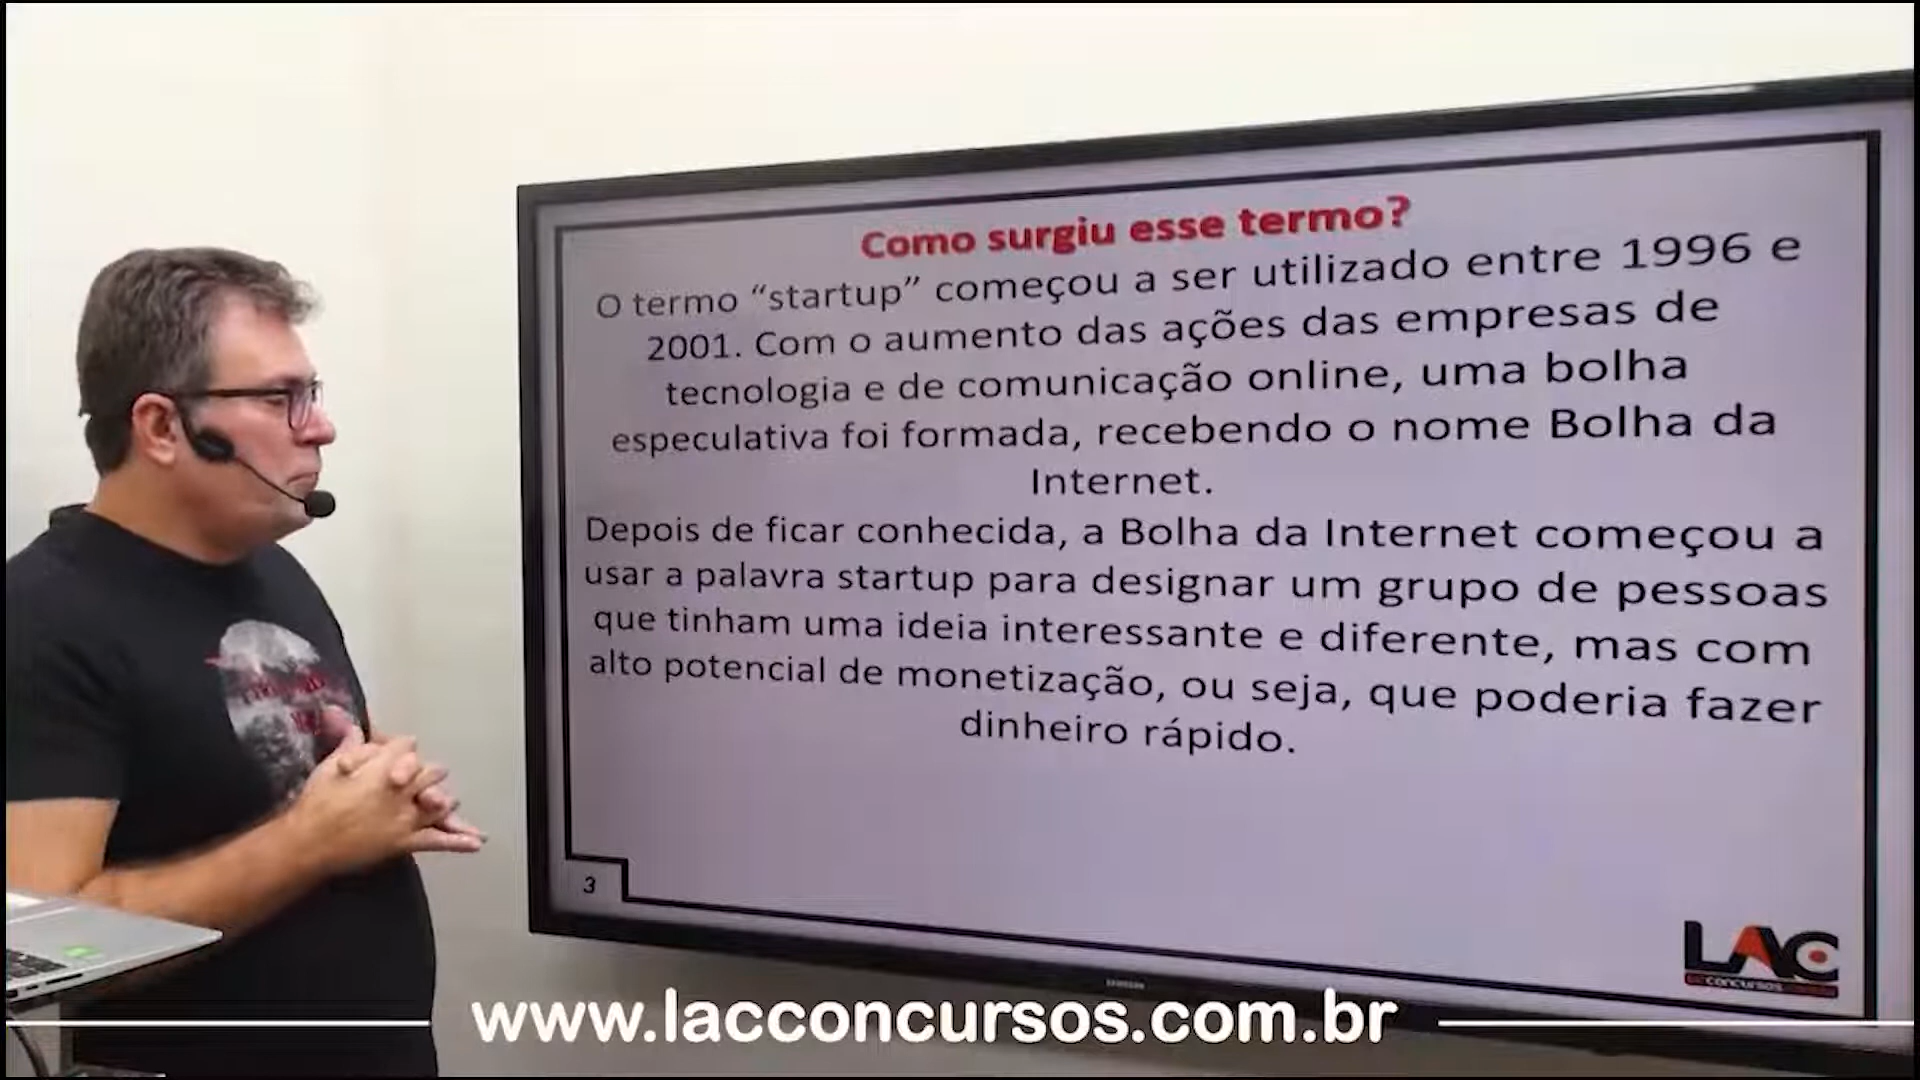 Como surgiu esse termo?
O termo “startup” começou a ser utilizado entre 1996 e
2001. Com o aumento das ações das empresas de
tecnologia e de comunicação online, uma bolha
especulativa foi formada, recebendo o nome Bolha da
Internet.
Depois de ficar conhecida, a Bolha da Internet começou a
usar a palavra startup para designar um grupo de pessoas
que tinham uma ideia interessante e diferente, mas com
alto potencial de monetização, ou seja, que poderia fazer
dinheiro rápido.
3
LAC
concursos
www.lacconcursos.com.br